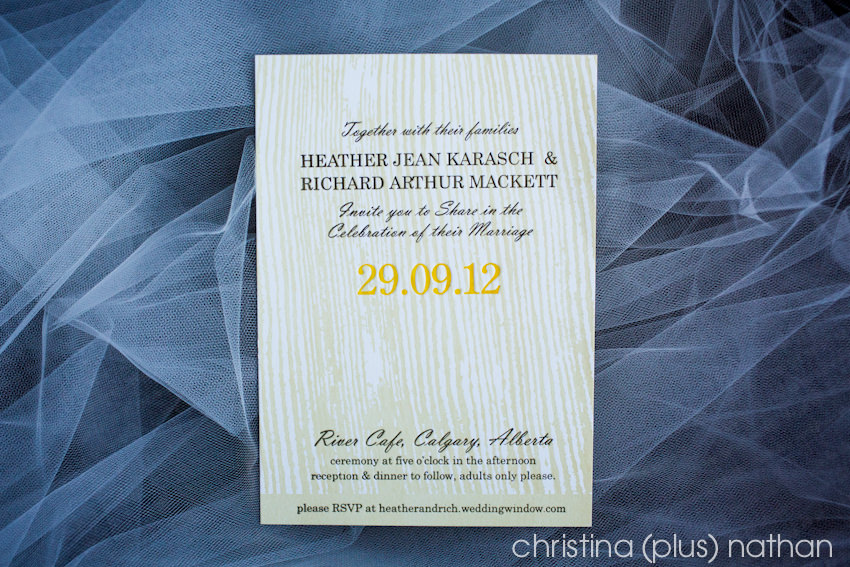 Together with their families
HEATHER JEAN KARASCH &
RICHARD ARTHUR MACKETT
Invite you to Share in the
Celebration of their Marriage
29.09.12
River Cafe, Calgary, Alberta
ceremony at five o'clock in the afternoon
reception & dinner to follow, adults only please.
please RSVP at heatherandrich.weddingwindow.com
christina (plus) nathan